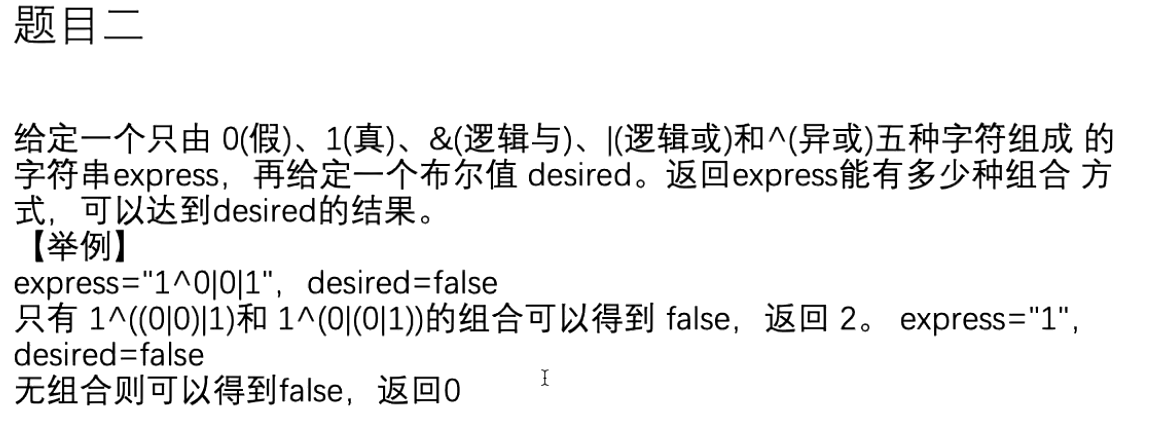 题目二
给定一个只由 0(假)、1(真)、&(逻辑与)、|(逻辑或)和^(异或)五种字符组成 的
字符串express，再给定一个布尔值 desired。返回express能有多少种组合 方
式，可以达到desired的结果。
【举例】
express="1^0|0|1"，desired=false
只有 1^((0|0)|1)和 1^(0|(0|1))的组合可以得到 false，返回 2。 express="1"，
desired=false
无组合则可以得到false，返回0